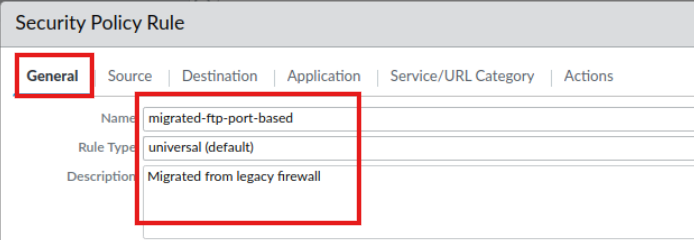 Security Policy Rule
General Source Destination Application Service/URL Category Actions
Name migrated-ftp-port-based
Rule Type universal (default)
Description Migrated from legacy firewall